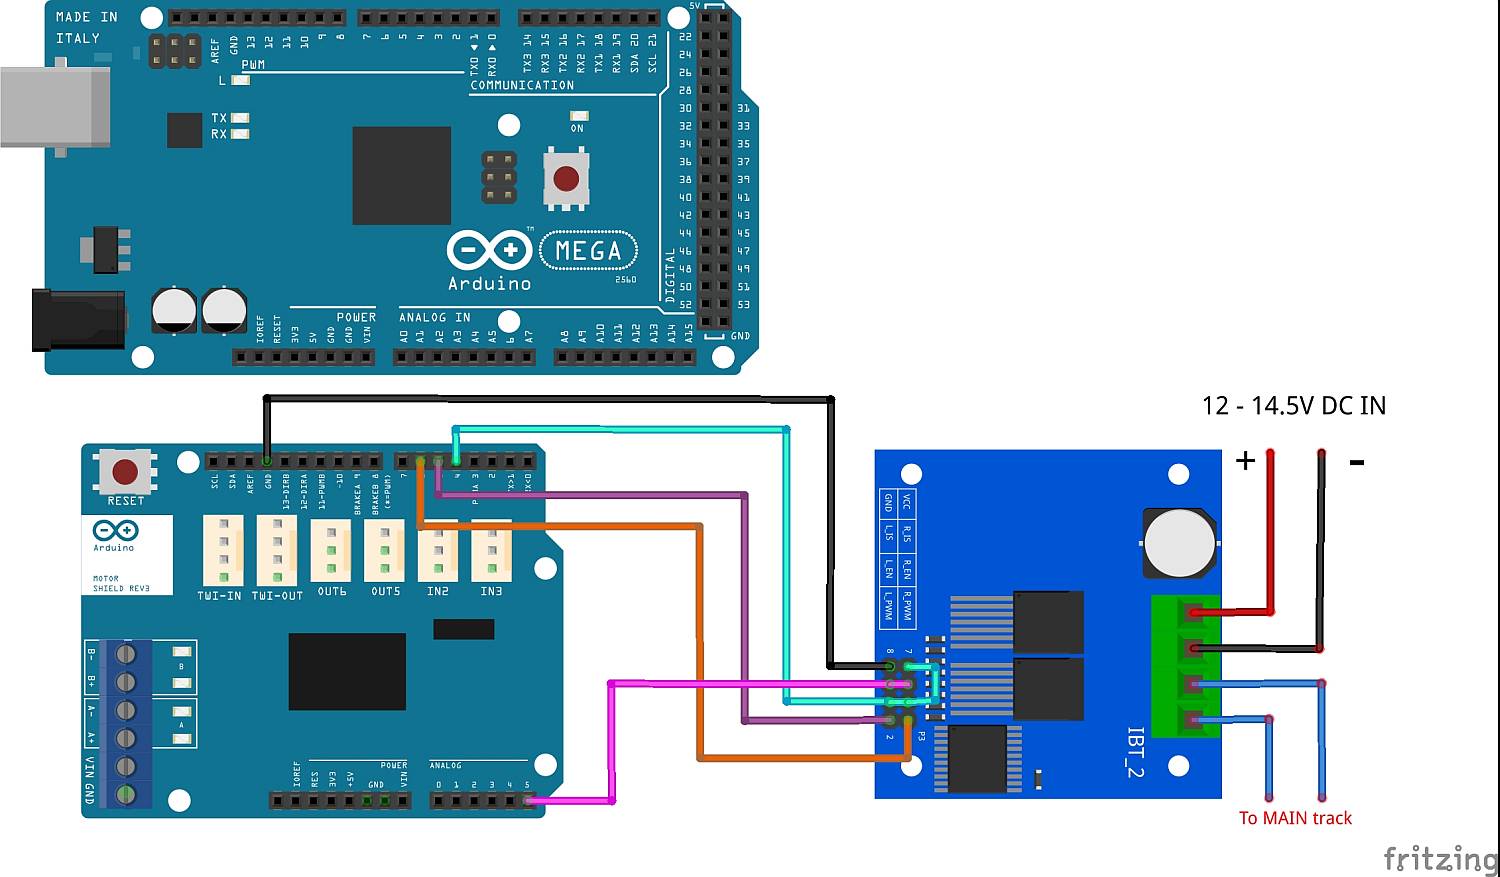 MADE IN
ITALY
AREF
GND
13
12
11
10
9
8
7
6
5
4
3
2
TX0 ◄ 1
RX0 ► 0
TX3 14
RX3 15
TX2 16
RX2 17
TX1 18
RX1 19
SDA 20
SCL 21
5V
PWM
L
COMMUNICATION
TX
RX
ON
22
24
26
28
30 31
32 33
34 35
36 37
38 39
40 41
42 43
44 45
46 47
48 49
50 51
52 53
GND
DIGITAL
™
MEGA
2560
Arduino
POWER
ANALOG IN
IOREF
RESET
3V3
5V
GND
GND
VIN
A0
A1
A2
A3
A4
A5
6
A7
A8
A9
A10
A11
A12
A13
A14
A15
12 - 14.5V DC IN
+ -
RESET
SCL
SDA
AREF
GND
13-DIRB
12-DIRA
11-PWMB
-10
BRAKEA 9
BRAKEB 8
(*=PWM)
7
4
2
Arduino
MOTOR
SHIELD REV3
TWI-IN
TWI-OUT
OUT6
OUT5
IN2
IN3
B-
B+
A-
A+
B
A
VIN GND
IOREF
RES
3V3
+5V
GND
VIN
POWER
ANALOG
0
1
2
3
4
5
GND VCC
L_IS R_IS
L_EN R_EN
L_PWM R_PWM
8 7
2
P3
IBT_2
To MAIN track
fritzing